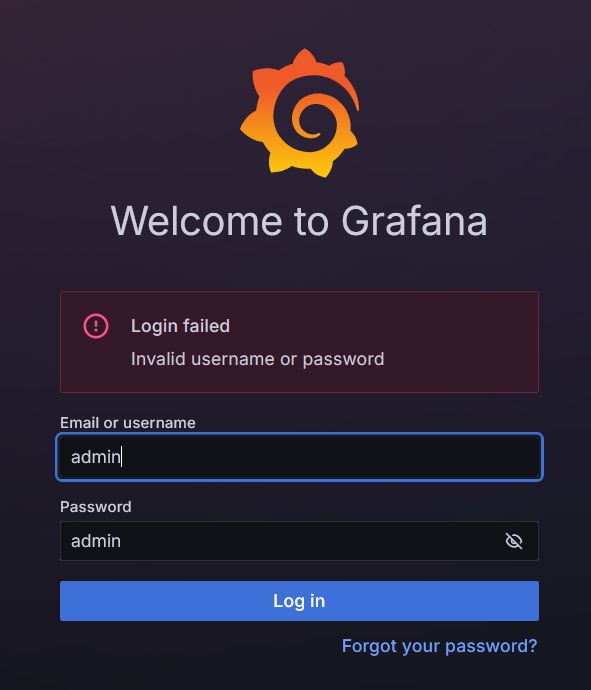 Welcome to Grafana
Login failed
Invalid username or password
Email or username
admin
Password
admin
Log in
Forgot your password?